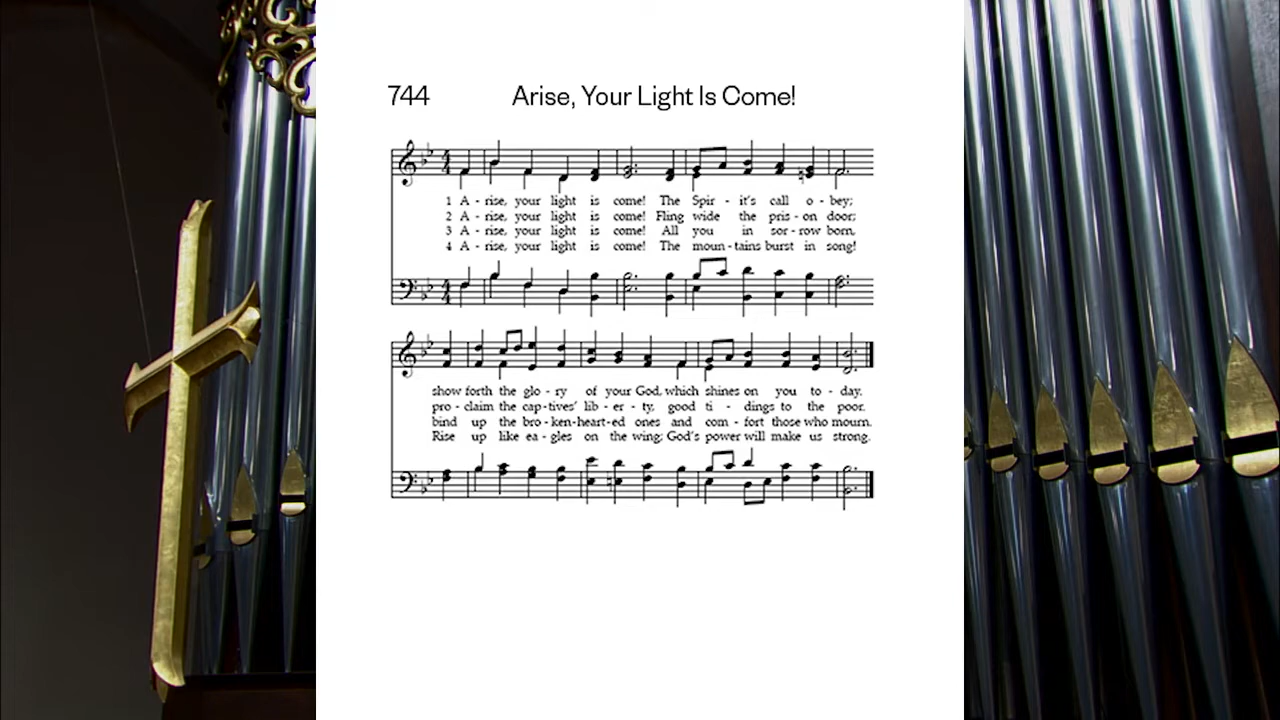 744 Arise, Your Light Is Come!
1 A - rise, your light is come! The Spir - it's call o - bey;
2 A - rise, your light is come! Fling wide the pris - on door;
3 A - rise, your light is come! All you in sor - row born,
4 A - rise, your light is come! The moun - tains burst in song!
show forth the glo - ry of your God, which shines on you to - day.
pro - claim the cap - tives' lib - er - ty, good ti - dings to the poor.
bind up the bro - ken-heart-ed ones and com - fort those who mourn.
Rise up like ea - gles on the wing; God's power will make us strong.